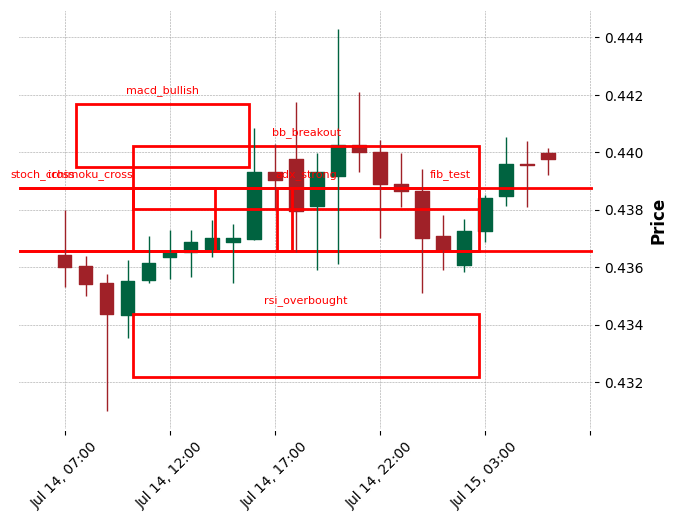 0.444
macd_bullish
0.442
bb_breakout
0.440
stoch_cross
ichimoku_cross
fib_test
0.438
Price
0.436
rsi_overbought
0.434
0.432
Jul 14, 07:00
Jul 14, 12:00
Jul 14, 17:00
Jul 14, 22:00
Jul 15, 03:00